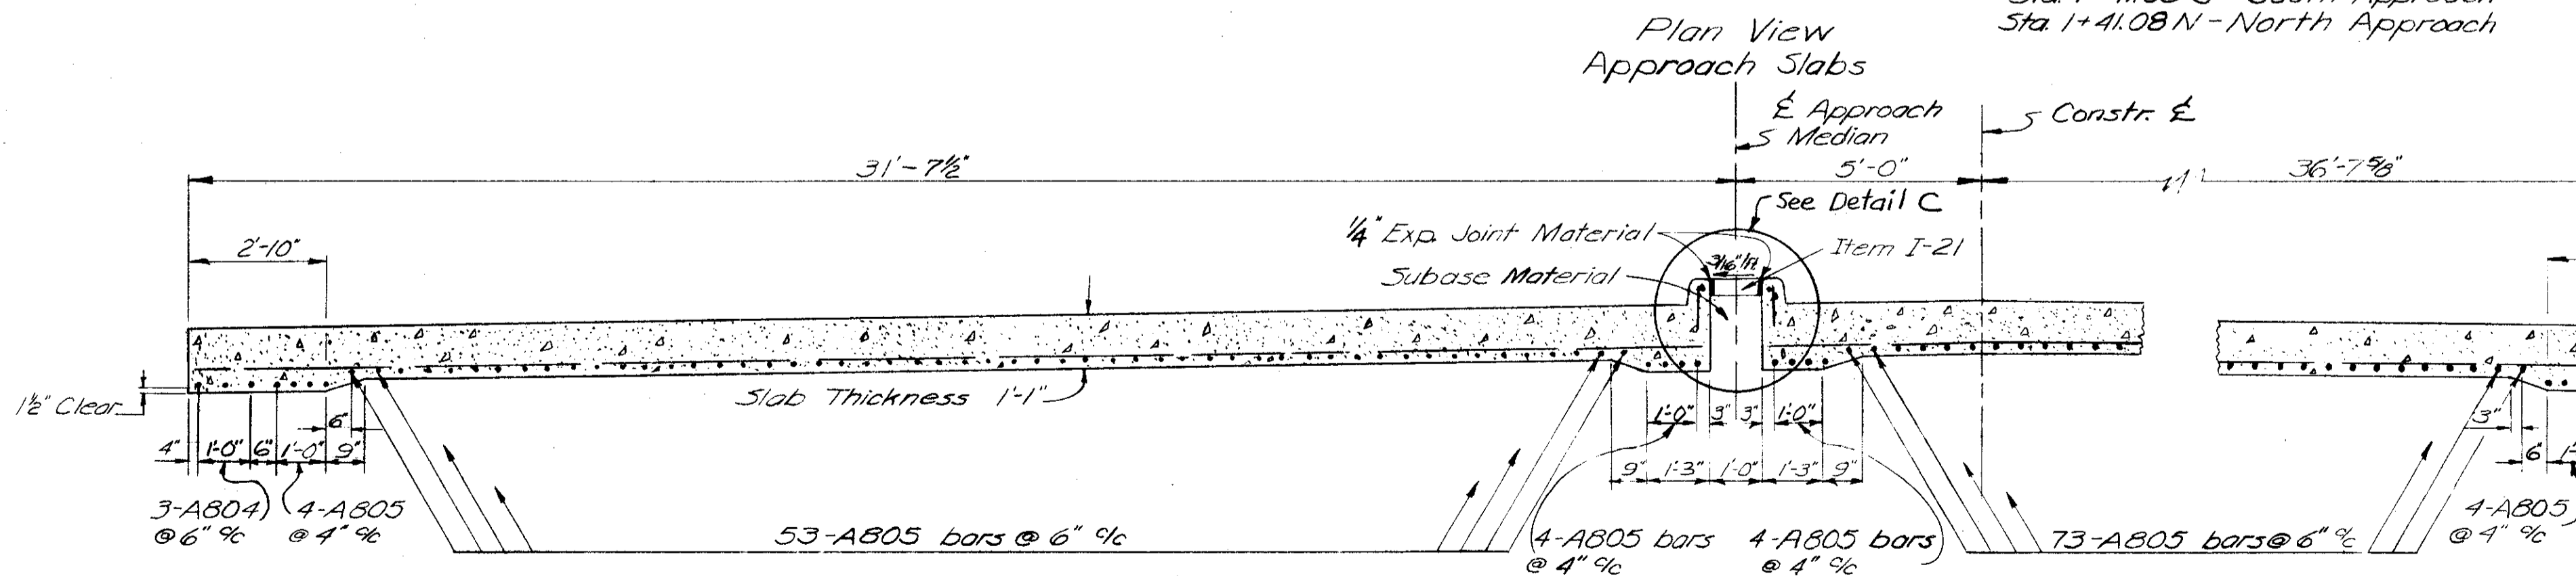 Sta. 1+41.08 N - North Approach
Plan View
Approach Slabs
℄ Approach
Median
Constr. ℄
31'-7½"
5'-0"
36'-7⅝"
See Detail C
¼" Exp. Joint Material
Item I-21
2'-10"
3/16"/ft
Subase Material
1½" Clear
Slab Thickness 1'-1"
6"
1'-0" 3" 3" 1'-0"
3"
4" 1'-0" 6" 1'-0" 9"
9" 1'-3" 1'-0" 1'-3" 9"
6"
3-A804
@ 6" c/c
4-A805
@ 4" c/c
53-A805 bars @ 6" c/c
4-A805 bars
@ 4" c/c
4-A805 bars
@ 4" c/c
73-A805 bars @ 6" c/c
4-A805
@ 4" c/c